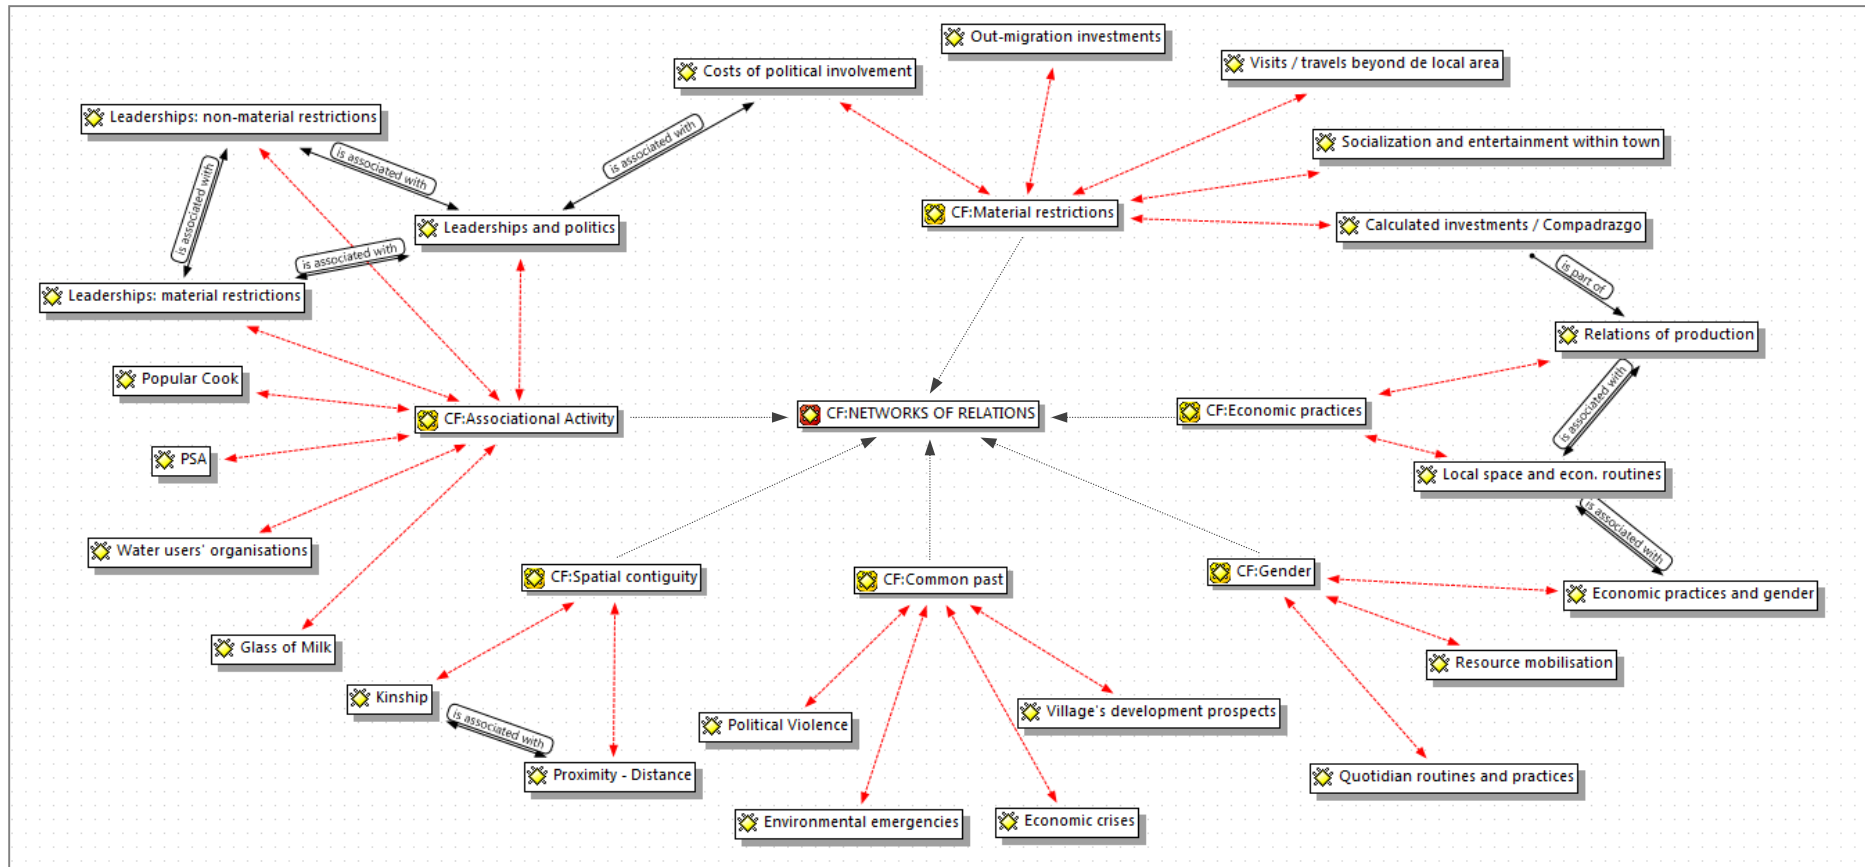 Out-migration investments
Costs of political involvement
Visits / travels beyond de local area
Leaderships: non-material restrictions
Socialization and entertainment within town
is associated with
is associated with
is associated with
CF:Material restrictions
Leaderships and politics
Calculated investments / Compadrazgo
is associated with
is part of
Leaderships: material restrictions
Relations of production
Popular Cook
is associated with
CF:Associational Activity
CF:NETWORKS OF RELATIONS
CF:Economic practices
PSA
Local space and econ. routines
is associated with
Water users' organisations
CF:Spatial contiguity
CF:Common past
CF:Gender
Economic practices and gender
Glass of Milk
Resource mobilisation
Kinship
is associated with
Political Violence
Village's development prospects
Proximity - Distance
Quotidian routines and practices
Environmental emergencies
Economic crises